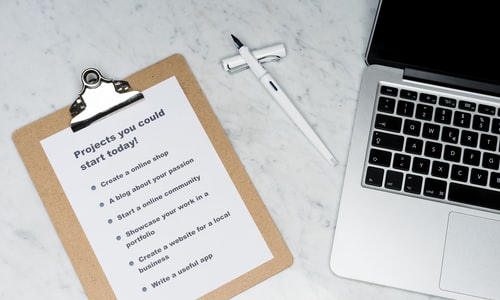 Projects you could
start today!
Create a online shop
A blog about your passion
Start a online community
Showcase your work in a
portfolio
Create a website for a local
business
Write a useful app